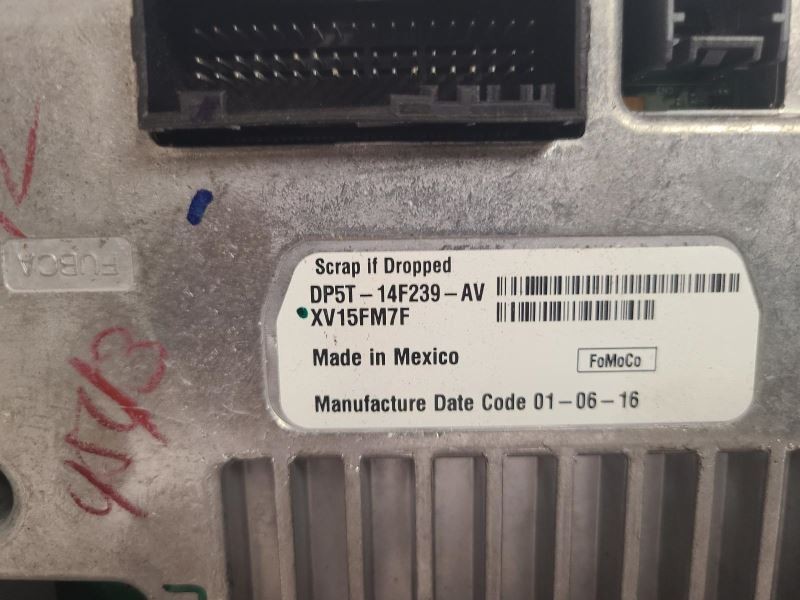 Scrap if Dropped
DP5T-14F239-AV
XV15FM7F
Made in Mexico
FoMoCo
Manufacture Date Code 01-06-16